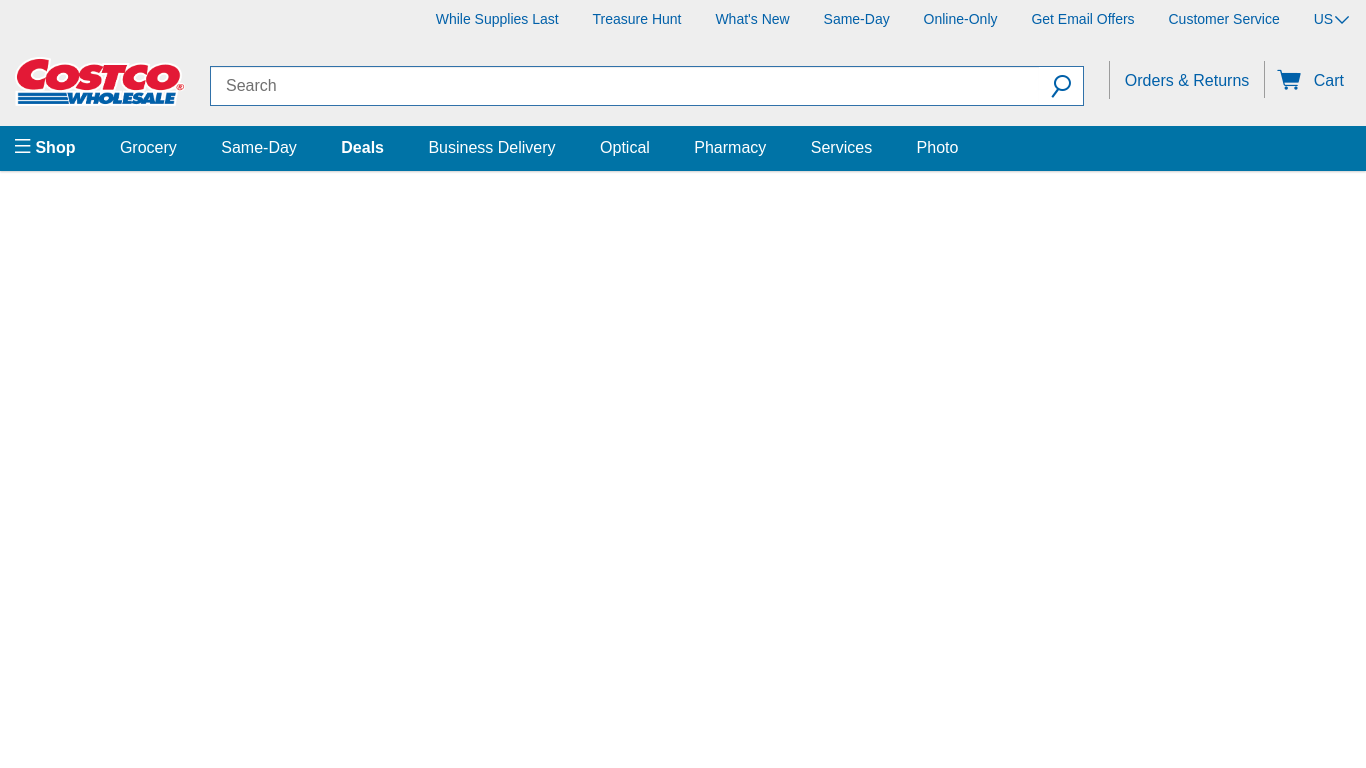 While Supplies Last Treasure Hunt What's New Same-Day Online-Only Get Email Offers Customer Service US
COSTCO®
WHOLESALE
Search
Orders & Returns Cart
Shop Grocery Same-Day Deals Business Delivery Optical Pharmacy Services Photo